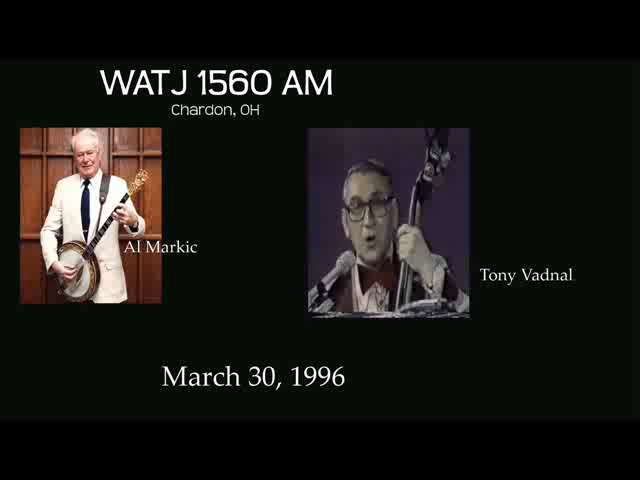 WATJ 1560 AM
Chardon, OH
Al Markic
Tony Vadnal
March 30, 1996